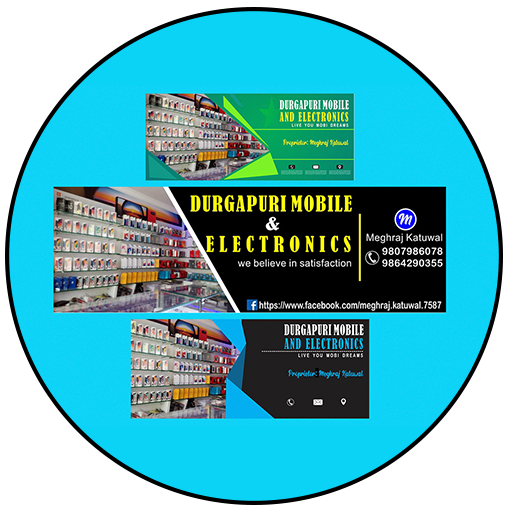 DURGAPURI MOBILE
AND ELECTRONICS
LIVE YOU MOBI DREAMS
Proprietor: Meghraj Katuwal
DURGAPURI MOBILE
&
ELECTRONICS
we believe in satisfaction
m
Meghraj Katuwal
9807986078
9864290355
https://www.facebook.com/meghraj.katuwal.7587
DURGAPURI MOBILE
AND ELECTRONICS
LIVE YOU MOBI DREAMS
Proprietor: Meghraj Katuwal